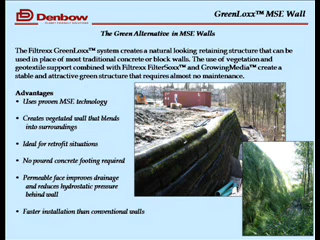 Denbow
GreenLoxx™ MSE Wall
The Green Alternative in MSE Walls
The Filtrexx GreenLoxx™ system creates a natural looking retaining structure that can be
used in place of most traditional concrete or block walls. The use of vegetation and
geotextile support combined with Filtrexx FilterSoxx™ and GrowingMedia™ create a
stable and attractive green structure that requires almost no maintenance.
Advantages
• Uses proven MSE technology
• Creates vegetated wall that blends
into surroundings
• Ideal for retrofit situations
• No poured concrete footing required
• Permeable face improves drainage
and reduces hydrostatic pressure
behind wall
• Faster installation than conventional walls